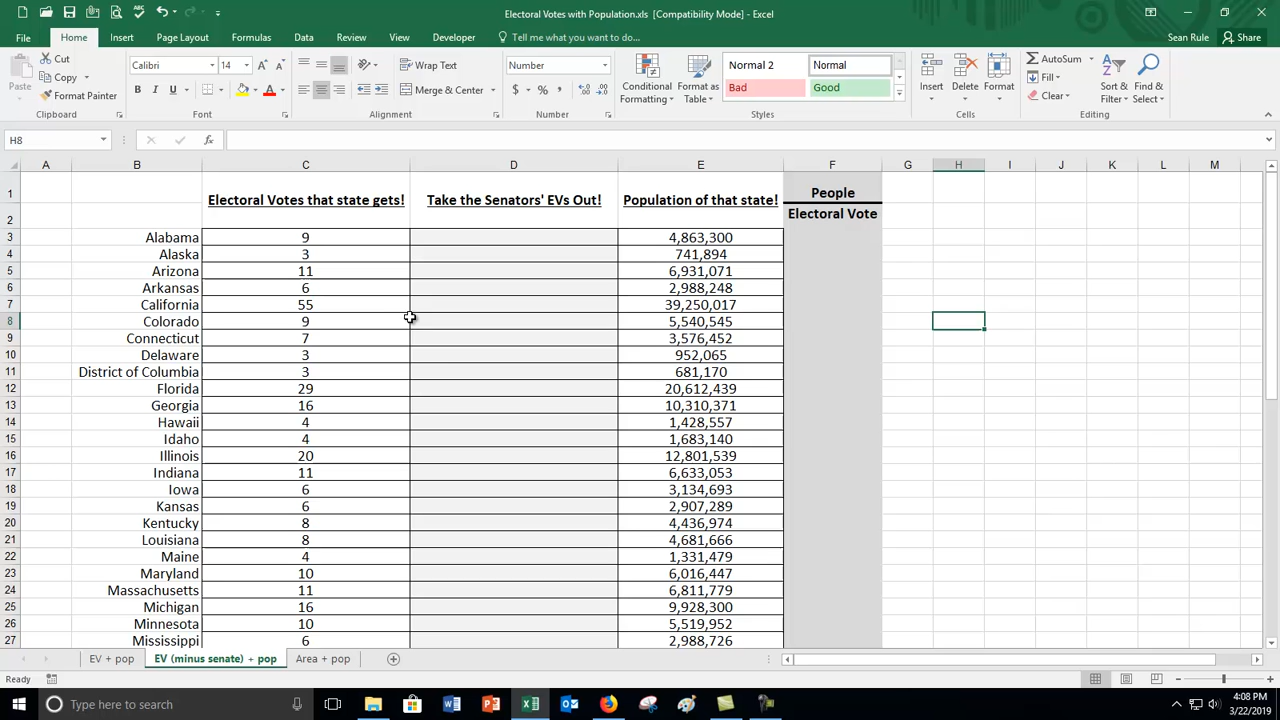 Electoral Votes with Population.xls [Compatibility Mode] - Excel
File Home Insert Page Layout Formulas Data Review View Developer Tell me what you want to do... Sean Rule Share
Paste Cut Copy Format Painter
Calibri 14 Wrap Text Merge & Center
Number
Conditional Formatting Format as Table
Normal 2 Normal Bad Good
Insert Delete Format
AutoSum Fill Clear Sort & Filter Find & Select
Clipboard Font Alignment Number Styles Cells Editing
H8 fx
A B C D E F G H I J K L M
1 Electoral Votes that state gets! Take the Senators' EVs Out! Population of that state! People
2 Electoral Vote
3 Alabama 9 4,863,300
4 Alaska 3 741,894
5 Arizona 11 6,931,071
6 Arkansas 6 2,988,248
7 California 55 39,250,017
8 Colorado 9 5,540,545
9 Connecticut 7 3,576,452
10 Delaware 3 952,065
11 District of Columbia 3 681,170
12 Florida 29 20,612,439
13 Georgia 16 10,310,371
14 Hawaii 4 1,428,557
15 Idaho 4 1,683,140
16 Illinois 20 12,801,539
17 Indiana 11 6,633,053
18 Iowa 6 3,134,693
19 Kansas 6 2,907,289
20 Kentucky 8 4,436,974
21 Louisiana 8 4,681,666
22 Maine 4 1,331,479
23 Maryland 10 6,016,447
24 Massachusetts 11 6,811,779
25 Michigan 16 9,928,300
26 Minnesota 10 5,519,952
27 Mississippi 6 2,988,726
EV + pop EV (minus senate) + pop Area + pop
Ready
Type here to search
4:08 PM
3/22/2019